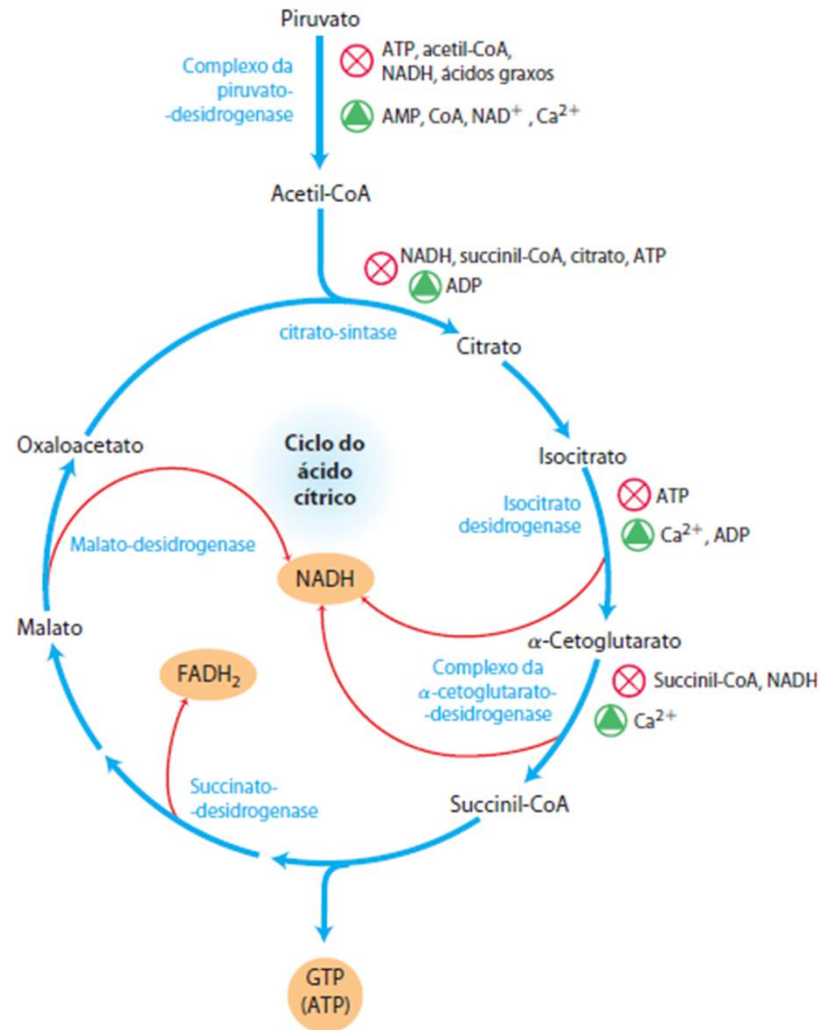 Piruvato
Complexo da
piruvato-
-desidrogenase
ATP, acetil-CoA,
NADH, ácidos graxos
AMP, CoA, NAD⁺ , Ca²⁺
Acetil-CoA
NADH, succinil-CoA, citrato, ATP
ADP
citrato-sintase
Citrato
Oxaloacetato
Ciclo do
ácido
cítrico
Isocitrato
Isocitrato
desidrogenase
ATP
Ca²⁺, ADP
Malato-desidrogenase
NADH
Malato
α-Cetoglutarato
FADH₂
Complexo da
α-cetoglutarato-
-desidrogenase
Succinil-CoA, NADH
Ca²⁺
Succinato-
-desidrogenase
Succinil-CoA
GTP
(ATP)